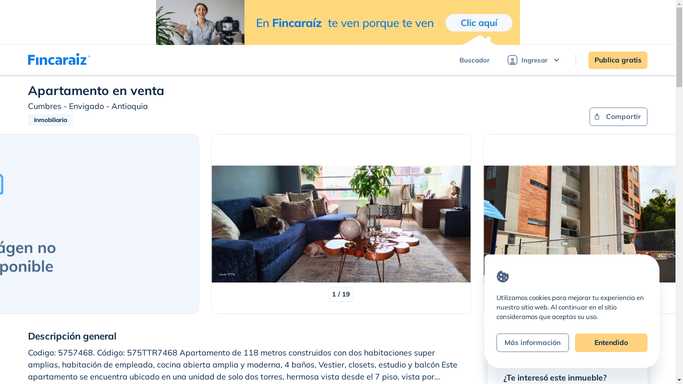 En Fincaraíz te ven porque te ven
Clic aquí
Fincaraiz
Buscador
Ingresar
Publica gratis
Apartamento en venta
Cumbres - Envigado - Antioquia
Inmobiliaria
Compartir
ágen no
ponible
1 / 19
Utilizamos cookies para mejorar tu experiencia en
nuestro sitio web. Al continuar en el sitio
consideramos que aceptas su uso.
Más información
Entendido
Descripción general
Codigo: 5757468. Código: 575TTR7468 Apartamento de 118 metros construidos con dos habitaciones super
amplias, habitación de empleada, cocina abierta amplia y moderna, 4 baños, Vestier, closets, estudio y balcón Este
apartamento se encuentra ubicado en una unidad de solo dos torres, hermosa vista desde el 7 piso, vista por...
¿Te interesó este inmueble?